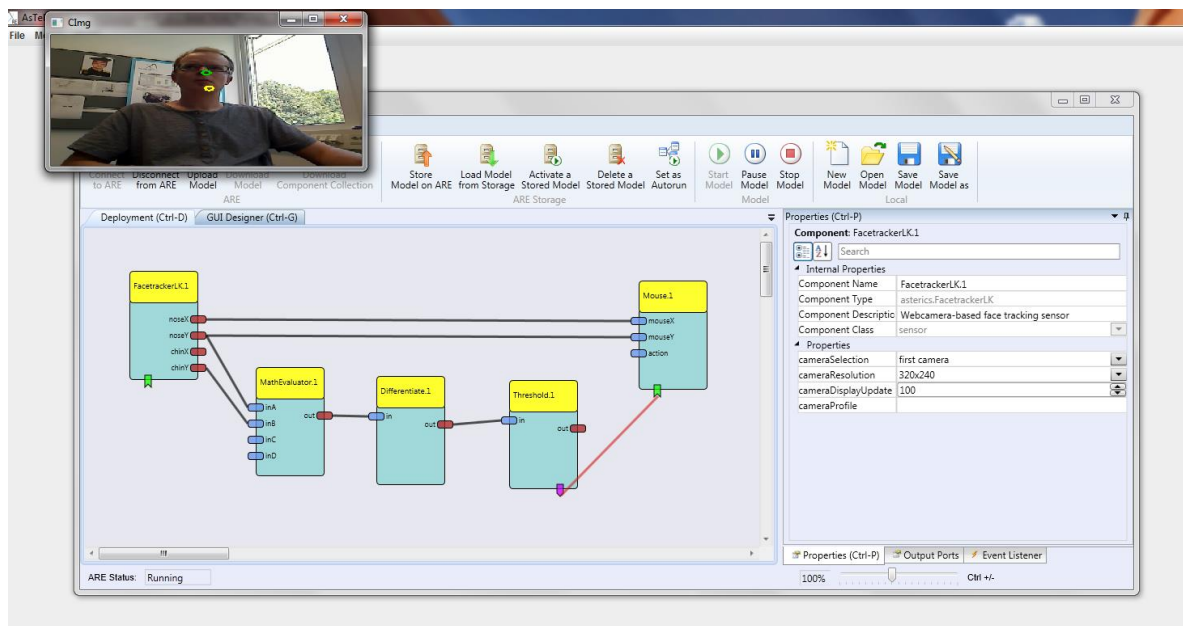 AsTe
CImg
File M
Connect to ARE
Disconnect from ARE
Upload Model
Download Model
Download Component Collection
ARE
Store Model on ARE
Load Model from Storage
Activate a Stored Model
Delete a Stored Model
Set as Autorun
ARE Storage
Start Model
Pause Model
Stop Model
Model
New Model
Open Model
Save Model
Save Model as
Local
Deployment (Ctrl-D)
GUI Designer (Ctrl-G)
FacetrackerLK.1
noseX
noseY
chinX
chinY
MathEvaluator.1
inA
inB
inC
inD
out
Differentiate.1
in
out
Threshold.1
in
out
Mouse.1
mouseX
mouseY
action
Properties (Ctrl-P)
Component: FacetrackerLK.1
Search
Internal Properties
Component Name FacetrackerLK.1
Component Type asterics.FacetrackerLK
Component Descriptic Webcamera-based face tracking sensor
Component Class sensor
Properties
cameraSelection first camera
cameraResolution 320x240
cameraDisplayUpdate 100
cameraProfile
Properties (Ctrl-P)
Output Ports
Event Listener
ARE Status: Running
100%
Ctrl +/-